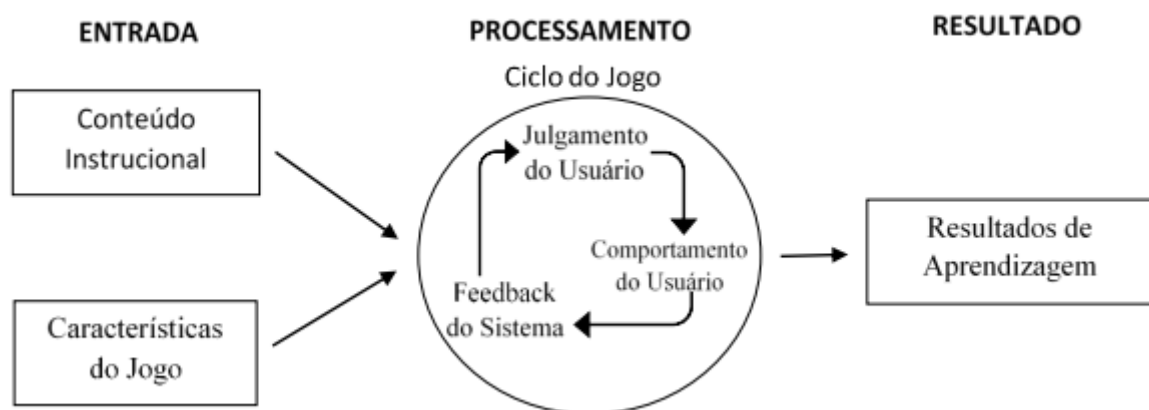 ENTRADA
PROCESSAMENTO
RESULTADO
Ciclo do Jogo
Conteúdo
Instrucional
Características
do Jogo
Julgamento
do Usuário
Comportamento
do Usuário
Feedback
do Sistema
Resultados de
Aprendizagem